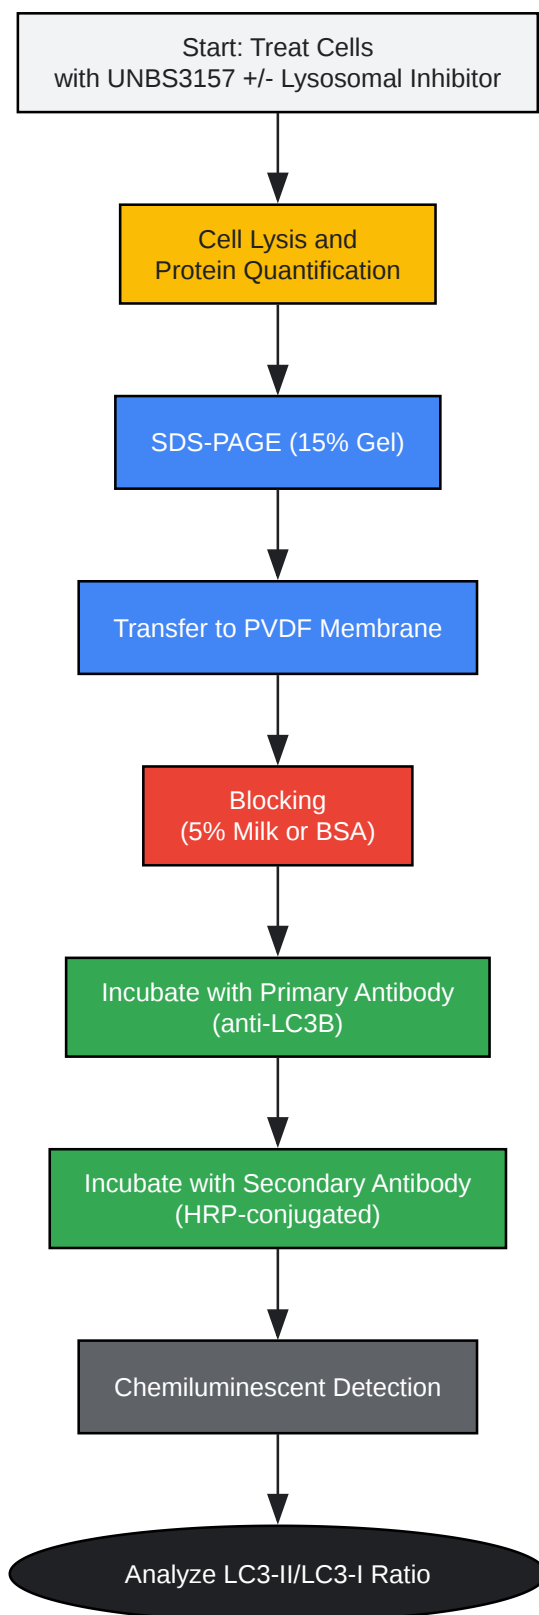 Start: Treat Cells
with UNBS3157 +/- Lysosomal Inhibitor
Cell Lysis and
Protein Quantification
SDS-PAGE (15% Gel)
Transfer to PVDF Membrane
Blocking
(5% Milk or BSA)
Incubate with Primary Antibody
(anti-LC3B)
Incubate with Secondary Antibody
(HRP-conjugated)
Chemiluminescent Detection
Analyze LC3-II/LC3-I Ratio